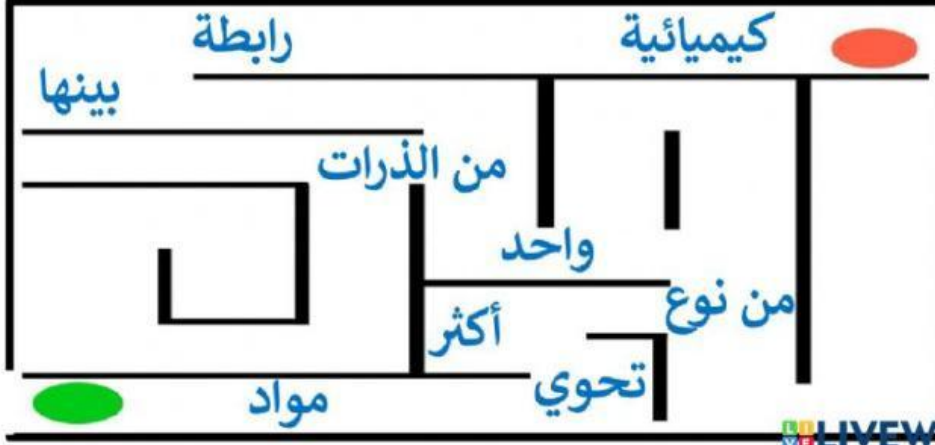 رابطة
كيميائية
بينها
من الذرات
واحد
من نوع
أكثر
تحوي
مواد
LIVEW